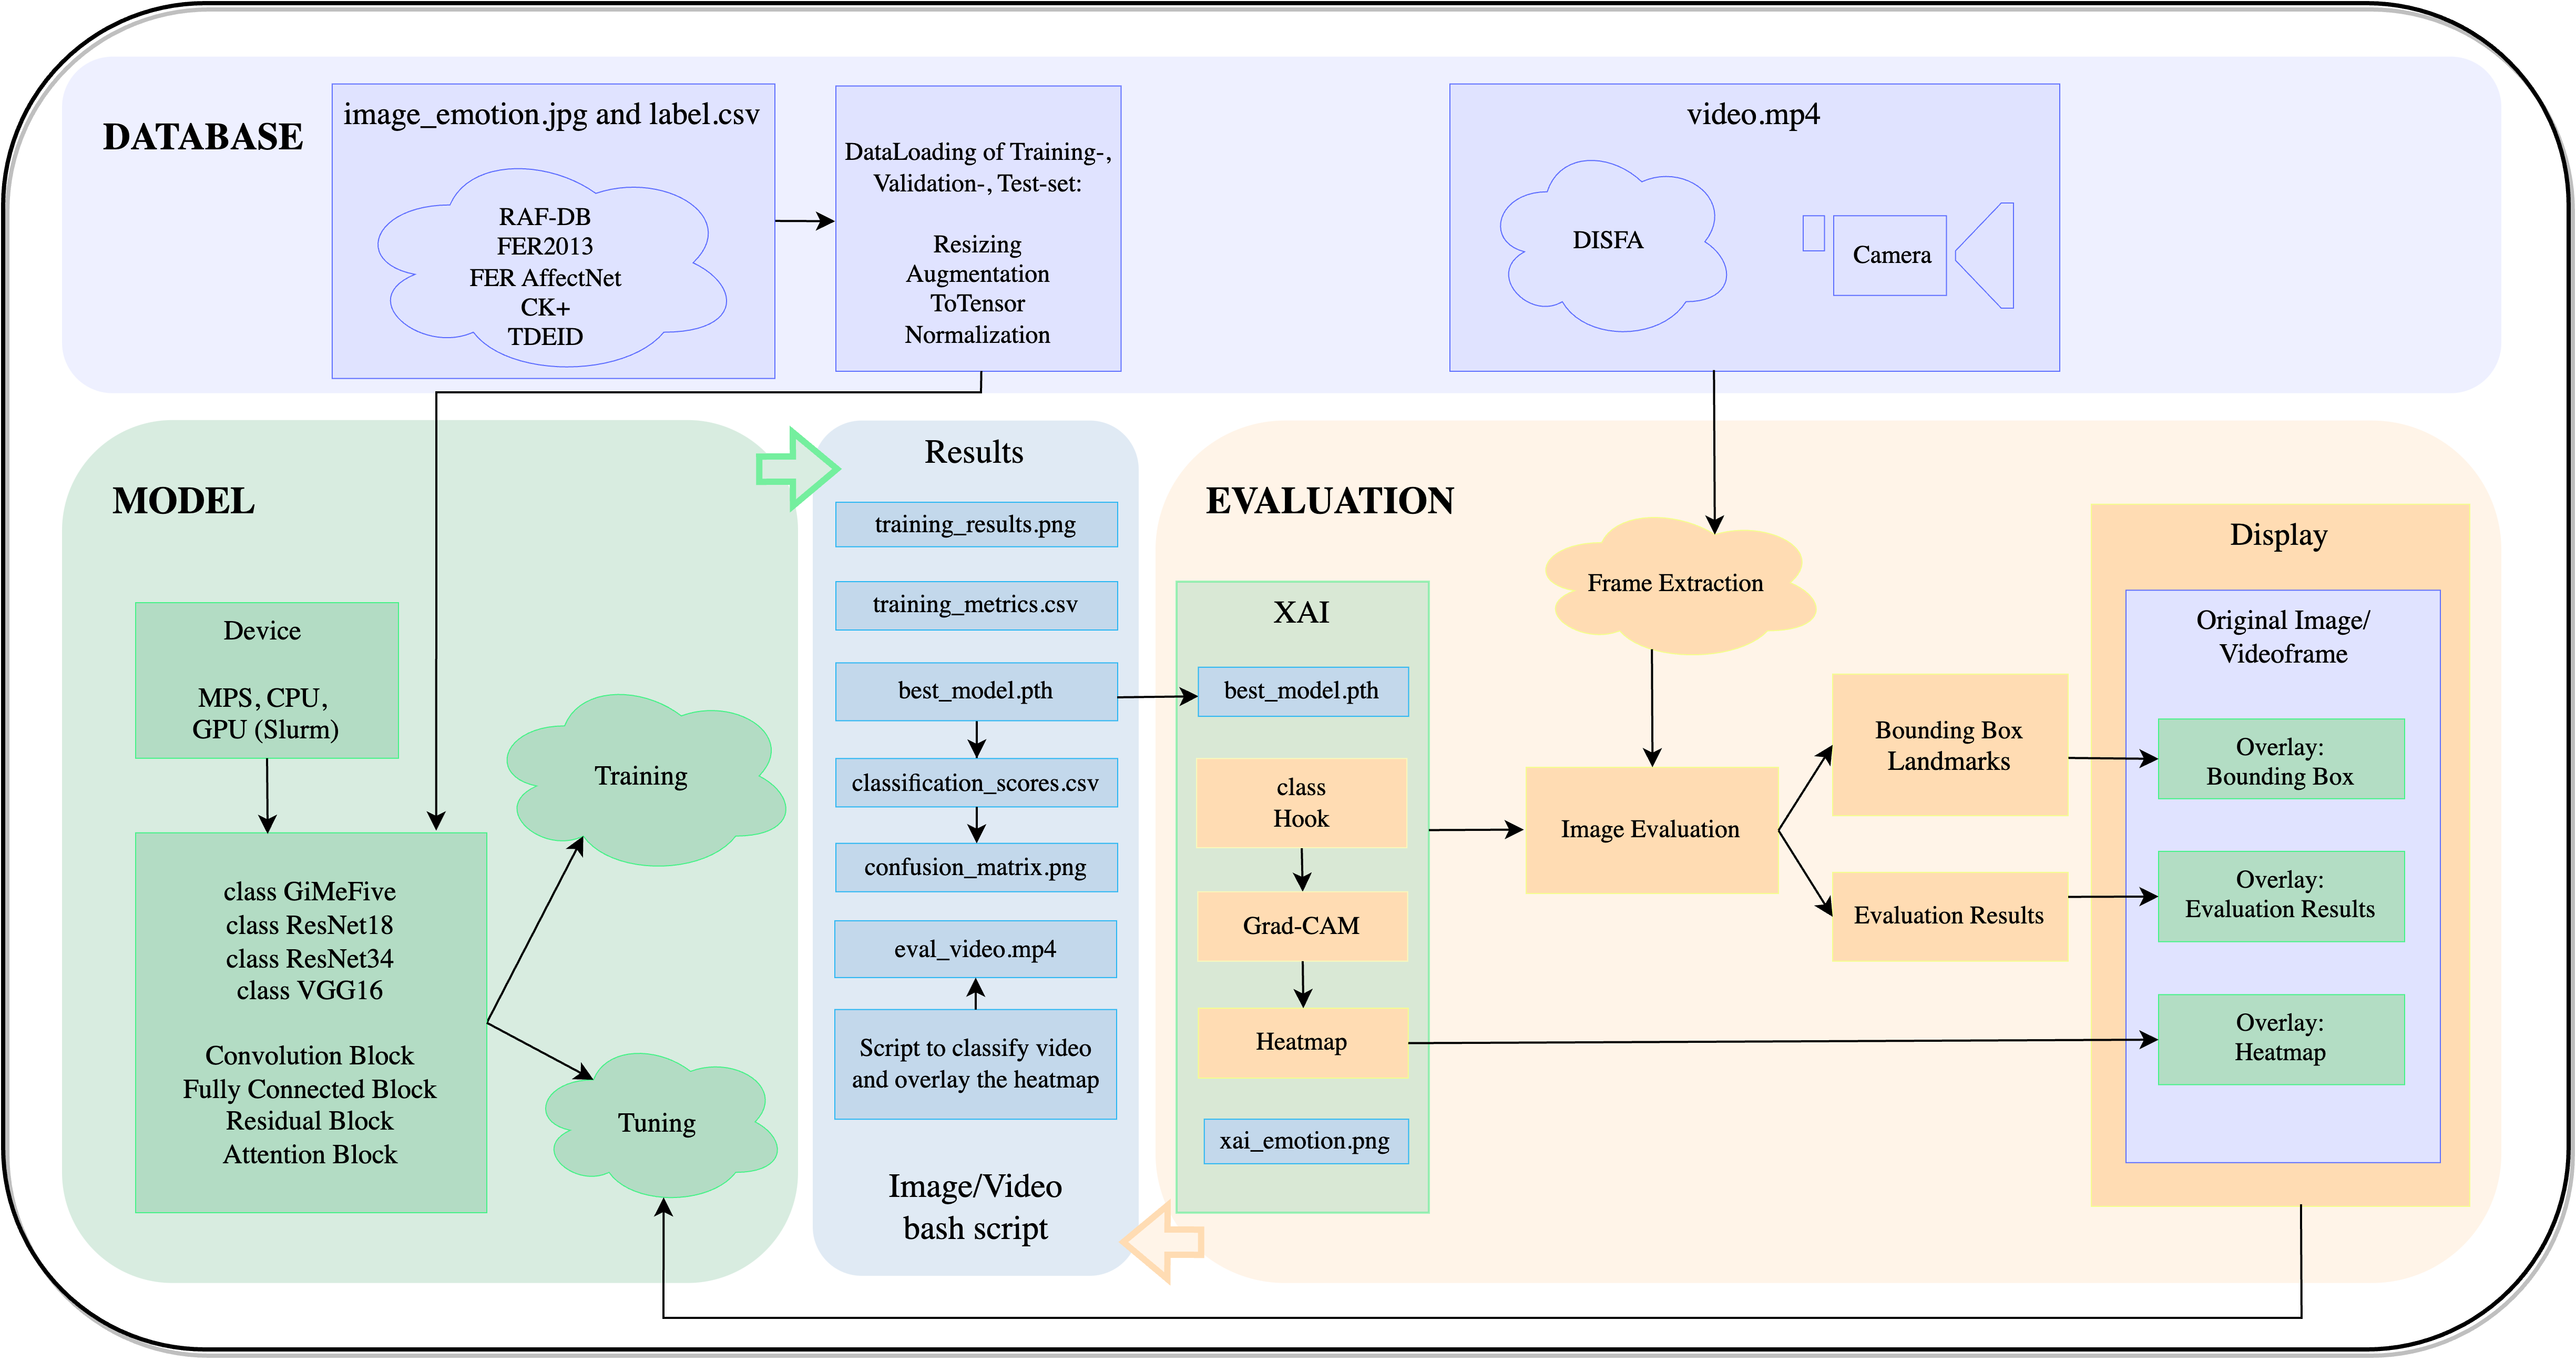 DATABASE
image_emotion.jpg and label.csv
RAF-DB
FER2013
FER AffectNet
CK+
TDEID
DataLoading of Training-,
Validation-, Test-set:
Resizing
Augmentation
ToTensor
Normalization
video.mp4
DISFA
Camera
MODEL
Device
MPS, CPU,
GPU (Slurm)
class GiMeFive
class ResNet18
class ResNet34
class VGG16
Convolution Block
Fully Connected Block
Residual Block
Attention Block
Training
Tuning
Results
training_results.png
training_metrics.csv
best_model.pth
classification_scores.csv
confusion_matrix.png
eval_video.mp4
Script to classify video
and overlay the heatmap
Image/Video
bash script
EVALUATION
XAI
best_model.pth
class
Hook
Grad-CAM
Heatmap
xai_emotion.png
Frame Extraction
Image Evaluation
Bounding Box
Landmarks
Evaluation Results
Display
Original Image/
Videoframe
Overlay:
Bounding Box
Overlay:
Evaluation Results
Overlay:
Heatmap